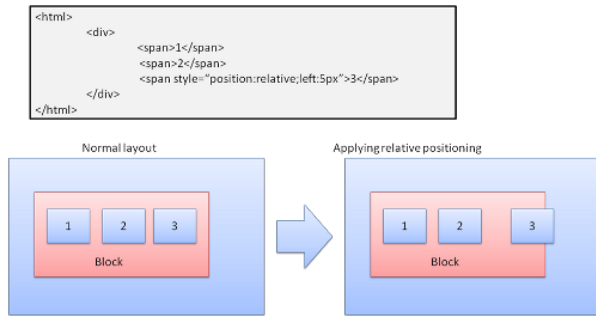 <html>
<div>
<span>1</span>
<span>2</span>
<span style="position:relative;left:5px">3</span>
</div>
</html>
Normal layout
Applying relative positioning
1 2 3
Block
1 2 3
Block